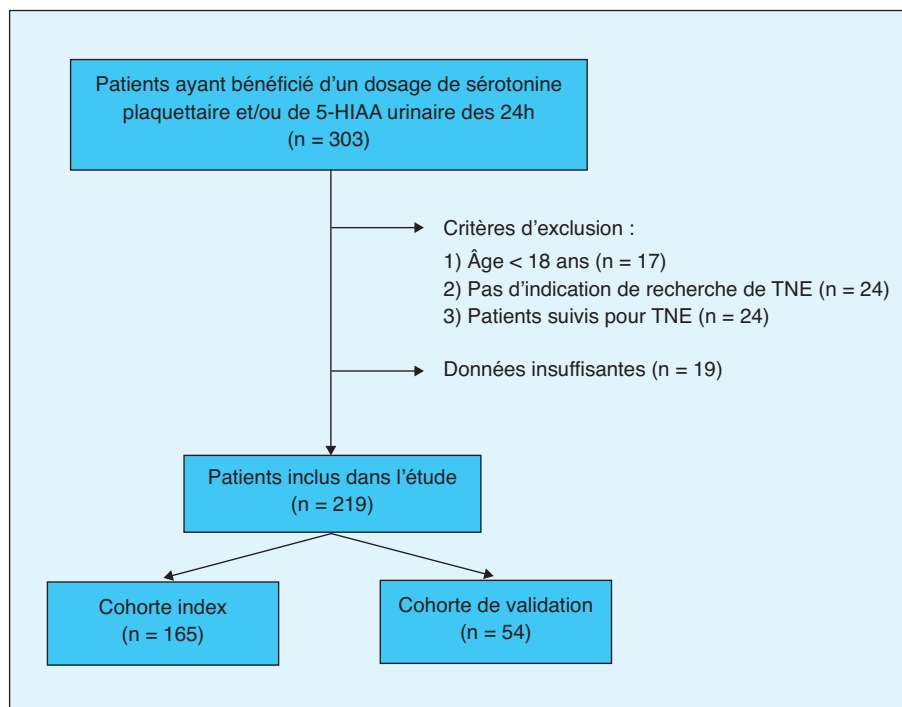 Patients ayant bénéficié d'un dosage de sérotonine
plaquettaire et/ou de 5-HIAA urinaire des 24h
(n = 303)
Critères d'exclusion :
1) Âge < 18 ans (n = 17)
2) Pas d'indication de recherche de TNE (n = 24)
3) Patients suivis pour TNE (n = 24)
Données insuffisantes (n = 19)
Patients inclus dans l'étude
(n = 219)
Cohorte index
(n = 165)
Cohorte de validation
(n = 54)